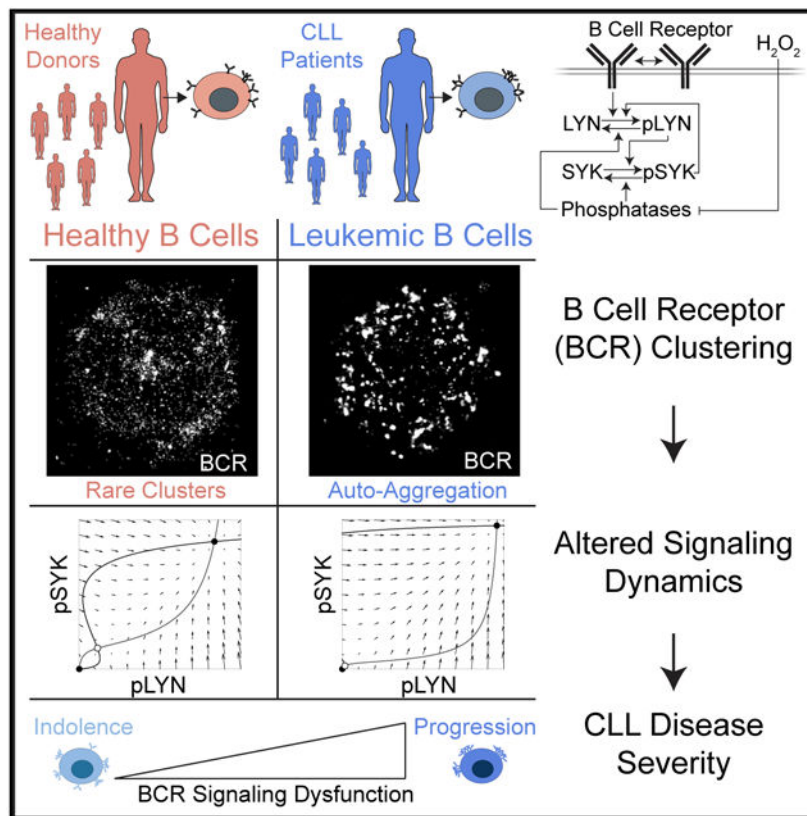 Healthy
Donors
CLL
Patients
B Cell Receptor
H2O2
LYN
pLYN
SYK
pSYK
Phosphatases
Healthy B Cells
Leukemic B Cells
BCR
BCR
Rare Clusters
Auto-Aggregation
B Cell Receptor
(BCR) Clustering
pSYK
pLYN
pSYK
pLYN
Altered Signaling
Dynamics
Indolence
Progression
BCR Signaling Dysfunction
CLL Disease
Severity